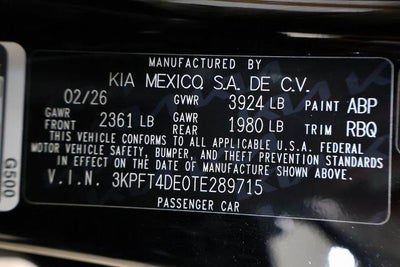 MANUFACTURED BY
KIA MEXICO, S.A. DE C.V.
02/26 GVWR 3924 LB PAINT ABP
GAWR FRONT 2361 LB GAWR REAR 1980 LB TRIM RBQ
THIS VEHICLE CONFORMS TO ALL APPLICABLE U.S.A. FEDERAL
MOTOR VEHICLE SAFETY, BUMPER, AND THEFT PREVENTION STANDARDS
IN EFFECT ON THE DATE OF MANUFACTURE SHOWN ABOVE.
V.I.N. 3KPFT4DE0TE289715
PASSENGER CAR
G500